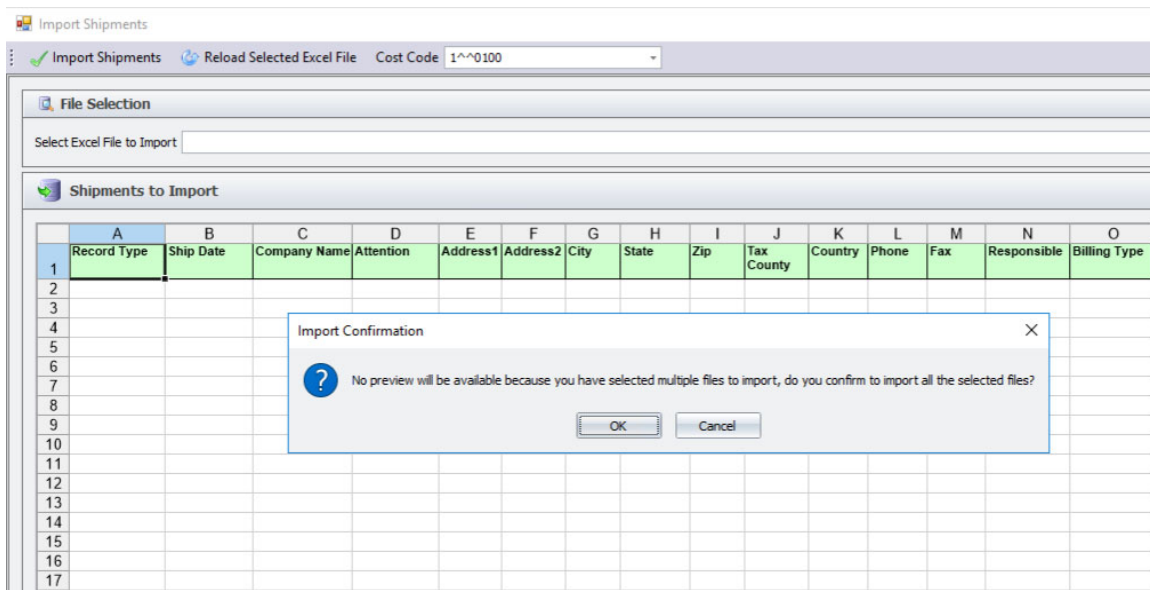 Import Shipments
Import Shipments Reload Selected Excel File Cost Code 1^^0100
File Selection
Select Excel File to Import
Shipments to Import
A B C D E F G H I J K L M N O
Record Type Ship Date Company Name Attention Address1 Address2 City State Zip Tax County Country Phone Fax Responsible Billing Type
1
2
3
4
5
6
7
8
9
10
11
12
13
14
15
16
17
Import Confirmation
No preview will be available because you have selected multiple files to import, do you confirm to import all the selected files?
OK Cancel